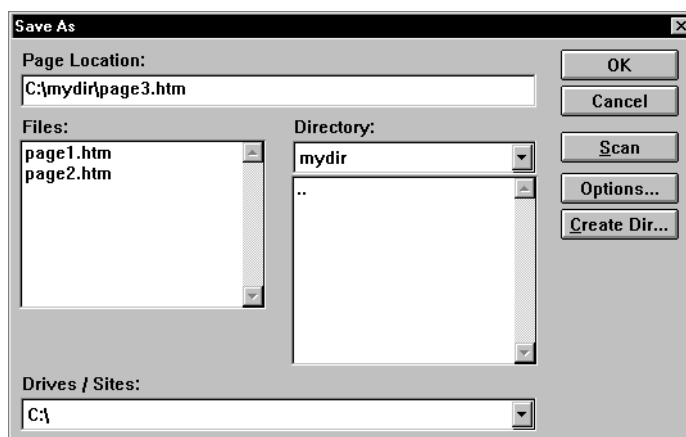 Save As
Page Location:
C:\mydir\page3.htm
Files:
page1.htm
page2.htm
Directory:
mydir
..
Drives / Sites:
C:\
OK
Cancel
Scan
Options...
Create Dir...